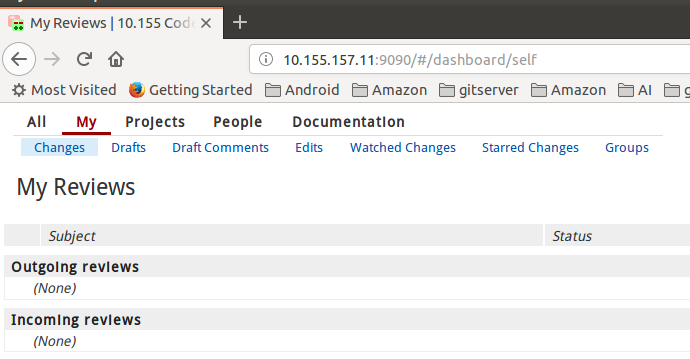 My Reviews | 10.155 Cod
10.155.157.11:9090/#/dashboard/self
Most Visited Getting Started Android Amazon gitserver Amazon AI
All My Projects People Documentation
Changes Drafts Draft Comments Edits Watched Changes Starred Changes Groups
My Reviews
Subject Status
Outgoing reviews
(None)
Incoming reviews
(None)